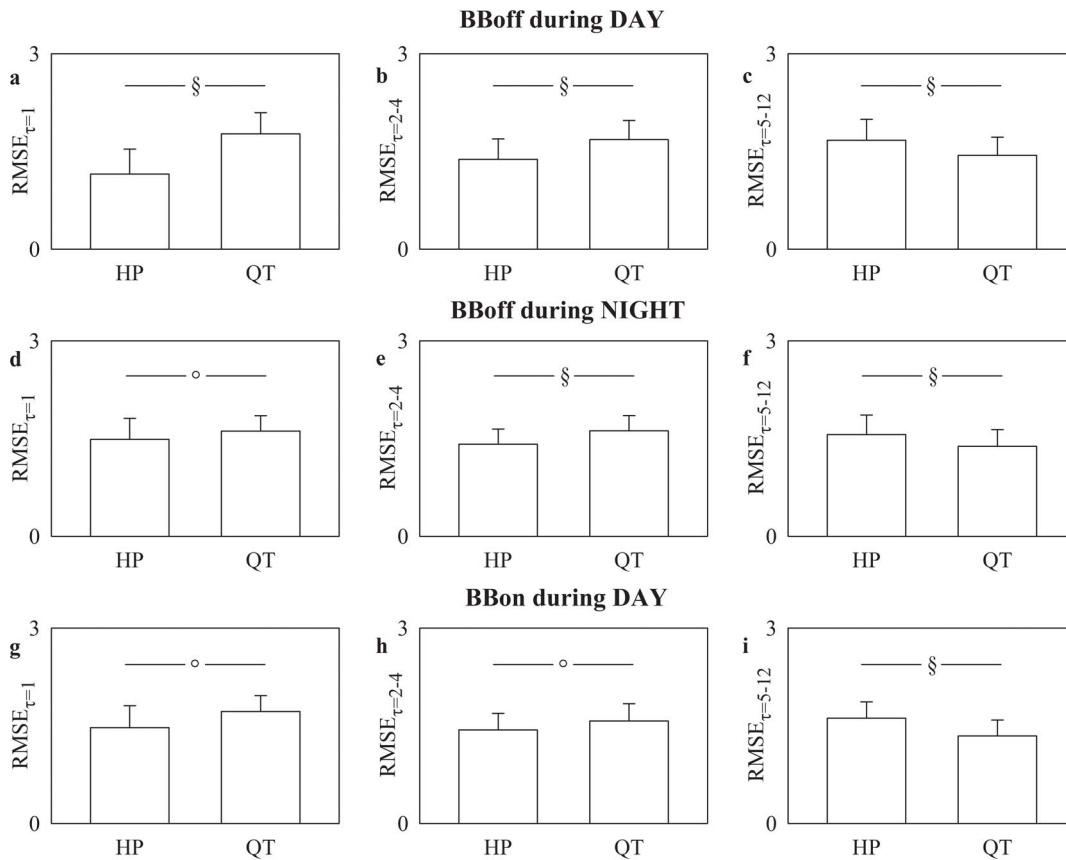 BBoff during DAY
a
3
RMSEτ=1
§
0
HP
QT
b
3
RMSEτ=2-4
§
0
HP
QT
c
3
RMSEτ=5-12
§
0
HP
QT
BBoff during NIGHT
d
3
RMSEτ=1
°
0
HP
QT
e
3
RMSEτ=2-4
§
0
HP
QT
f
3
RMSEτ=5-12
§
0
HP
QT
BBon during DAY
g
3
RMSEτ=1
°
0
HP
QT
h
3
RMSEτ=2-4
°
0
HP
QT
i
3
RMSEτ=5-12
§
0
HP
QT